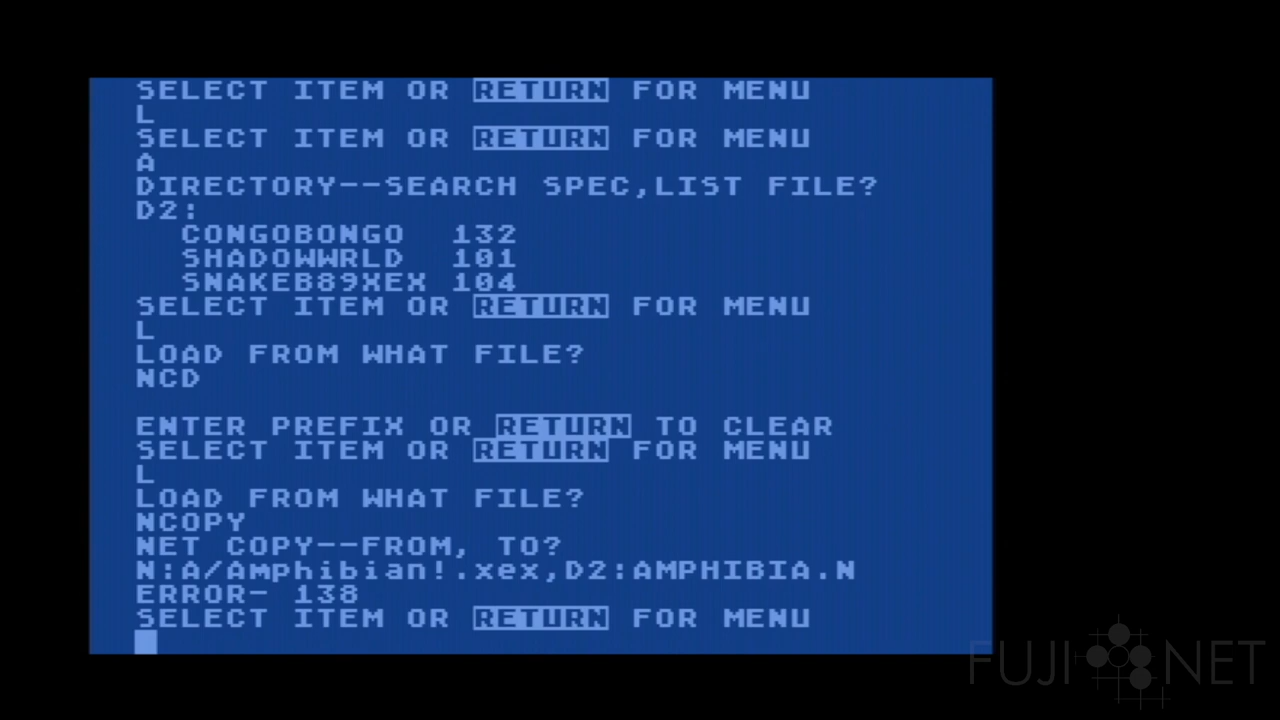 SELECT ITEM OR RETURN FOR MENU
L
SELECT ITEM OR RETURN FOR MENU
A
DIRECTORY--SEARCH SPEC,LIST FILE?
D2:
CONGOBONGO 132
SHADOWWRLD 101
SNAKEB89XEX 104
SELECT ITEM OR RETURN FOR MENU
L
LOAD FROM WHAT FILE?
NCD
ENTER PREFIX OR RETURN TO CLEAR
SELECT ITEM OR RETURN FOR MENU
L
LOAD FROM WHAT FILE?
NCOPY
NET COPY--FROM, TO?
N:A/Amphibian!.xex,D2:AMPHIBIA.N
ERROR- 138
SELECT ITEM OR RETURN FOR MENU
FUJINET